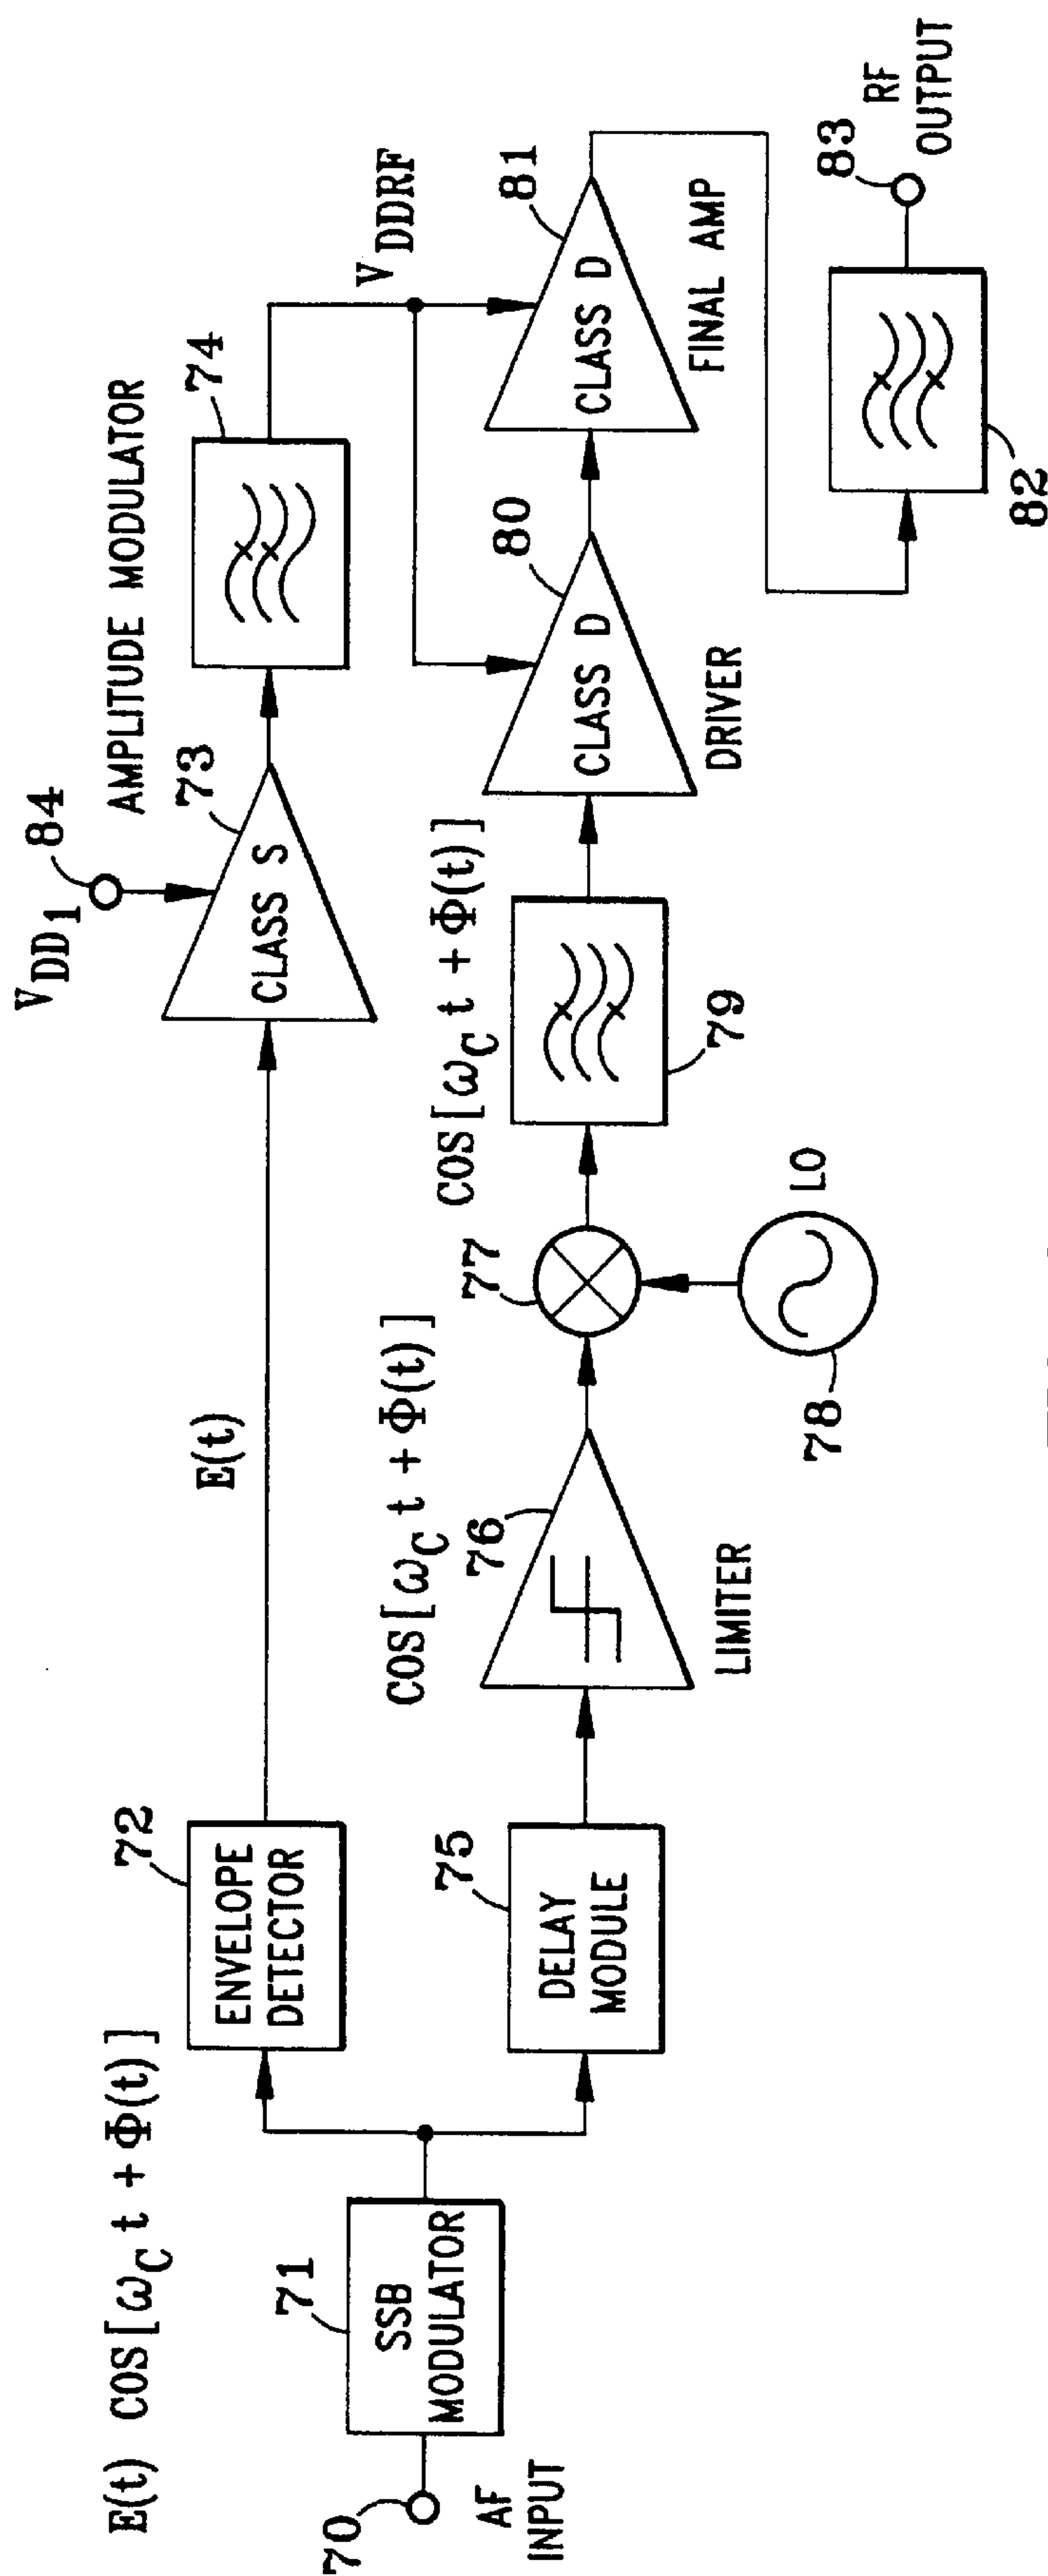 E(t) COS[ωC t + Φ(t)]
70
AF
INPUT
71
SSB
MODULATOR
72
ENVELOPE
DETECTOR
E(t)
VDD1
84
AMPLITUDE MODULATOR
73
CLASS S
74
VDDRF
75
DELAY
MODULE
COS[ωC t + Φ(t)]
76
LIMITER
77
78
LO
COS[ωC t + Φ(t)]
79
80
CLASS D
DRIVER
81
CLASS D
FINAL AMP
82
83
RF
OUTPUT